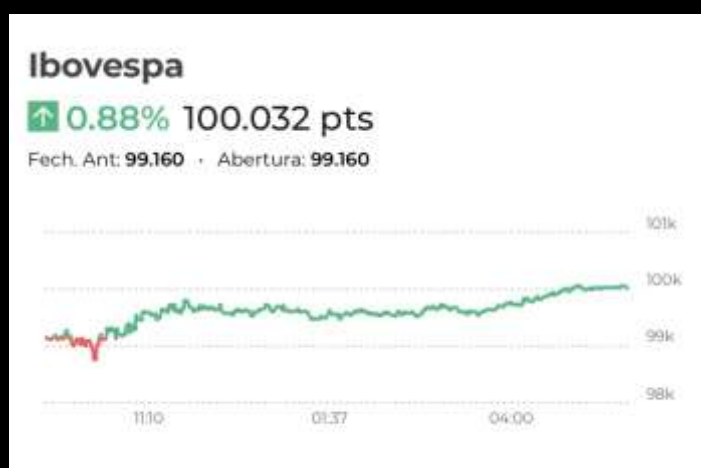 Ibovespa
0.88% 100.032 pts
Fech. Ant: 99.160 · Abertura: 99.160
101k
100k
99k
98k
11:10 01:37 04:00